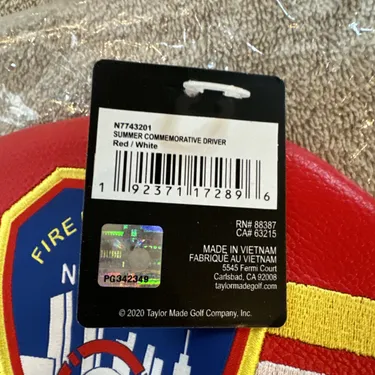 N7743201
SUMMER COMMEMORATIVE DRIVER
Red / White
1 92371 17289 6
RN# 88387
CA# 63215
MADE IN VIETNAM
FABRIQUÉ AU VIETNAM
5545 Fermi Court
Carlsbad, CA 92008
taylormadegolf.com
PG342349
© 2020 Taylor Made Golf Company, Inc.
FIRE
N